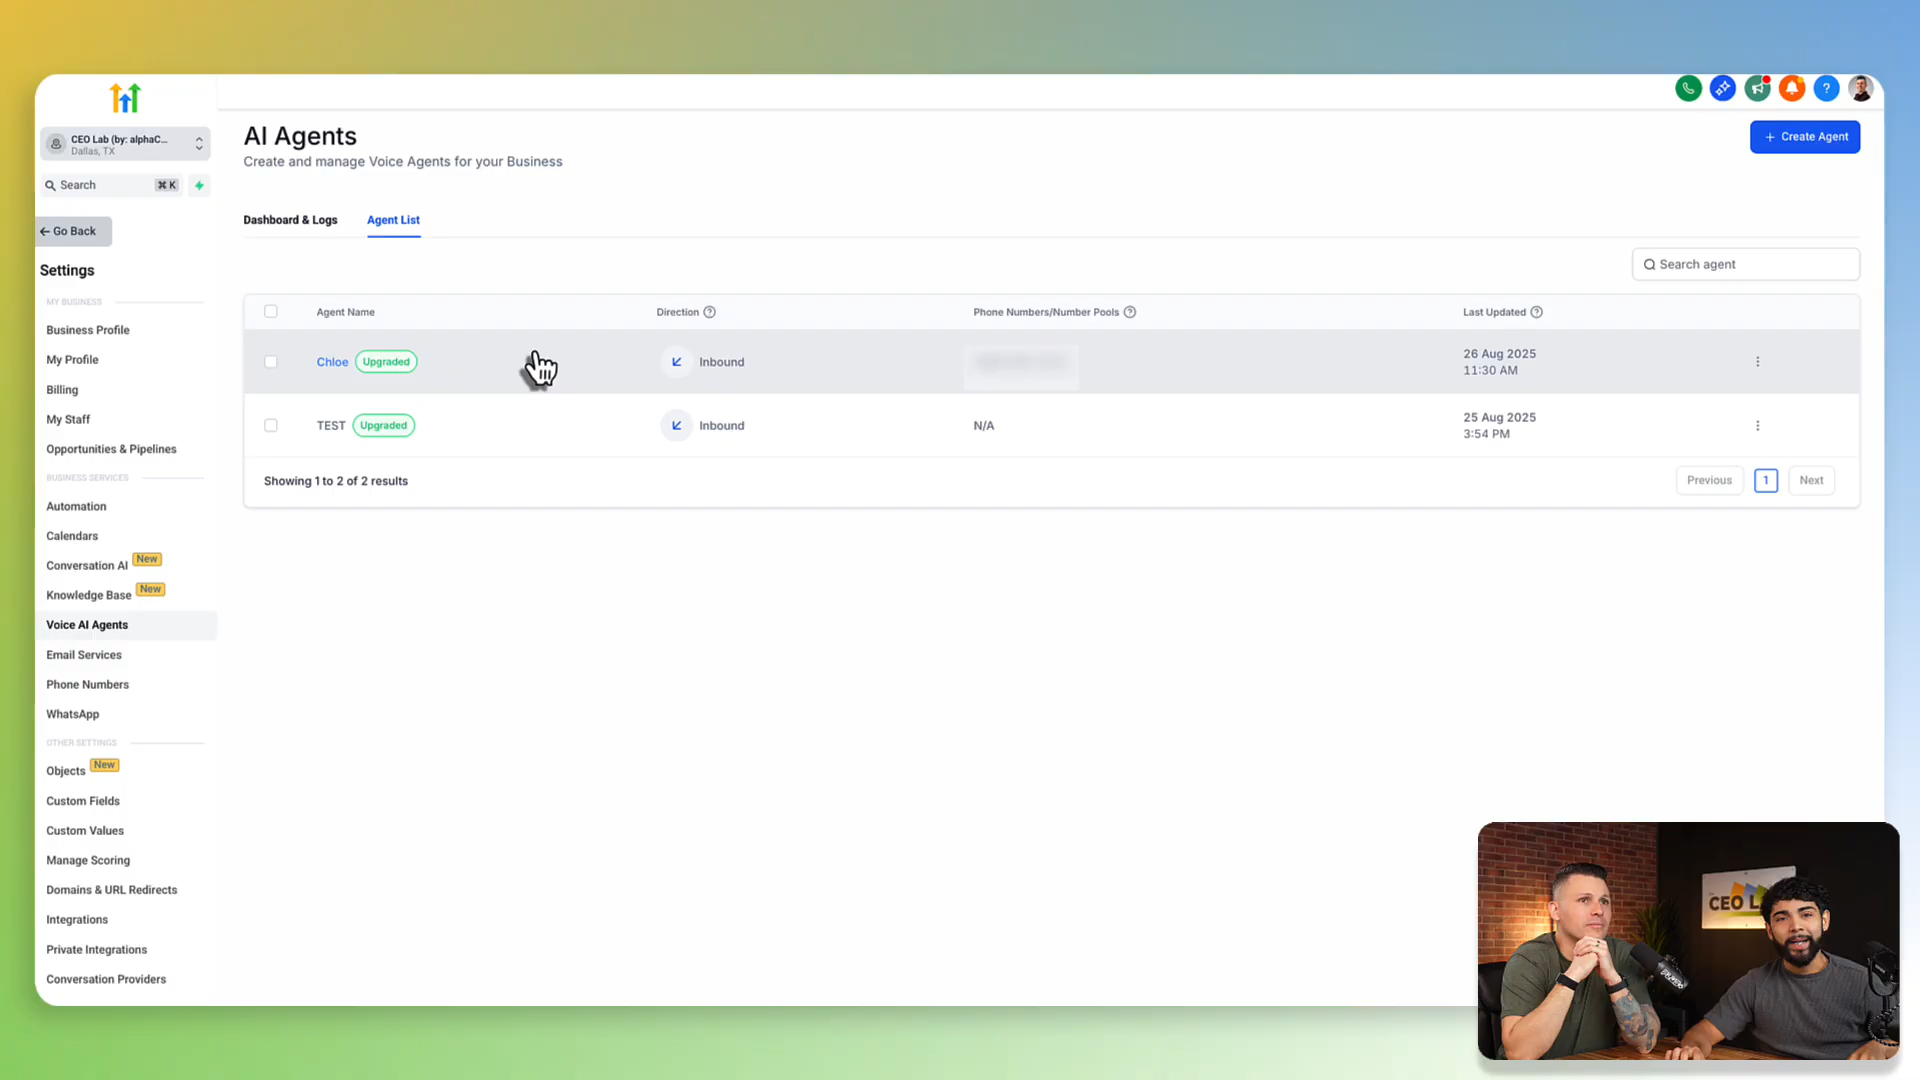 CEO Lab (by: alphaC...
Dallas, TX
Search
⌘ K
Go Back
Settings
MY BUSINESS
Business Profile
My Profile
Billing
My Staff
Opportunities & Pipelines
BUSINESS SERVICES
Automation
Calendars
Conversation AI New
Knowledge Base New
Voice AI Agents
Email Services
Phone Numbers
WhatsApp
OTHER SETTINGS
Objects New
Custom Fields
Custom Values
Manage Scoring
Domains & URL Redirects
Integrations
Private Integrations
Conversation Providers
AI Agents
Create and manage Voice Agents for your Business
+ Create Agent
Dashboard & Logs
Agent List
Search agent
Agent Name
Direction
Phone Numbers/Number Pools
Last Updated
Chloe Upgraded
Inbound
26 Aug 2025
11:30 AM
TEST Upgraded
Inbound
N/A
25 Aug 2025
3:54 PM
Showing 1 to 2 of 2 results
Previous
1
Next
CEO L